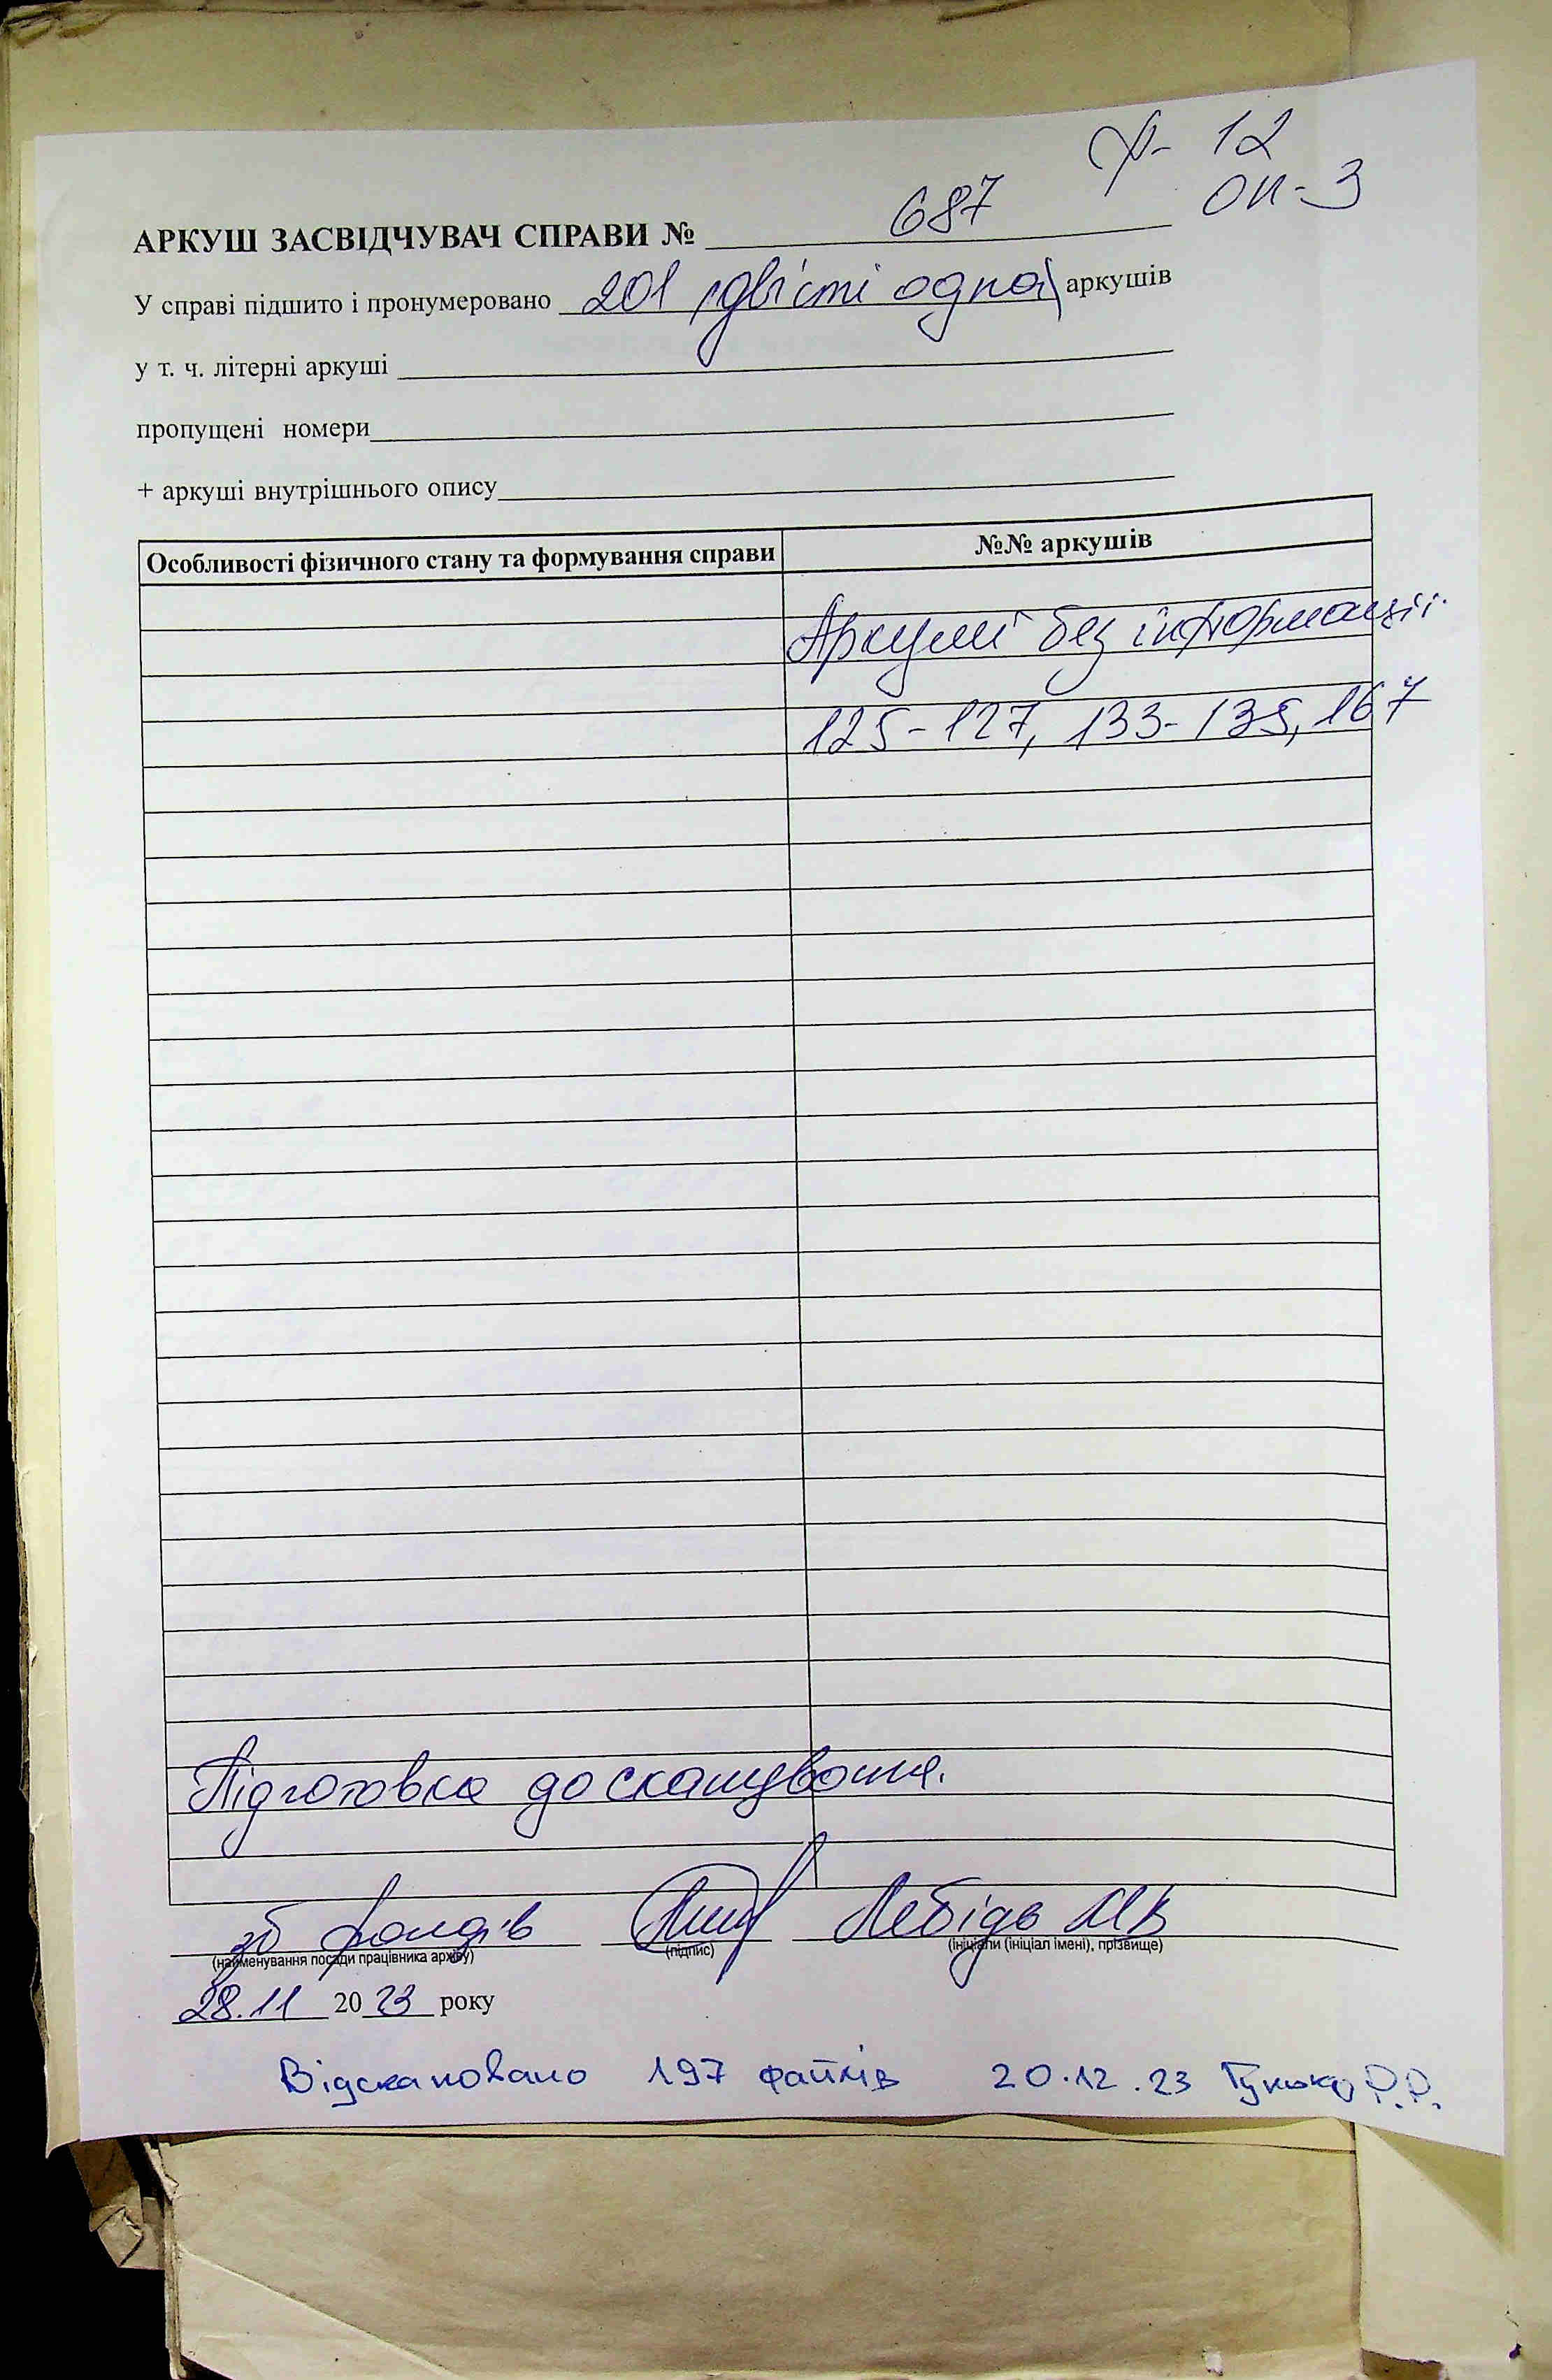 Ф- 12
оп-3
АРКУШ ЗАСВІДЧУВАЧ СПРАВИ № 687
У справі підшито і пронумеровано 201 (двісті одна) аркушів
у т. ч. літерні аркуші
пропущені номери
+ аркуші внутрішнього опису
Особливості фізичного стану та формування справи №№ аркушів
Аркуші без інформації
125-127, 133-135, 167
Підготовка до сканування.
зб фондів Лебідь МВ
(найменування посади працівника архіву) (підпис) (ініціали (ініціал імені), прізвище)
28.11 2023 року
Відскановано 197 файлів 20.12.23 Р.Р.